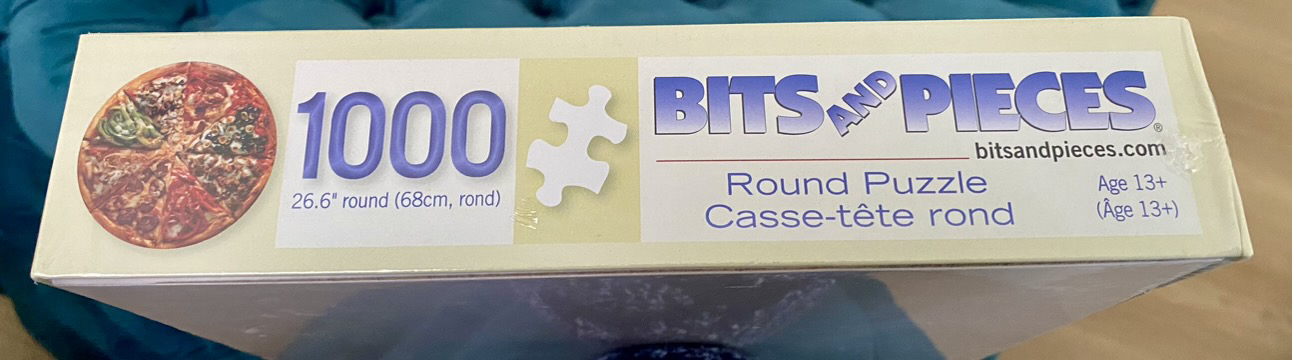 1000
26.6" round (68cm, rond)
BITS AND PIECES®
bitsandpieces.com
Round Puzzle
Casse-tête rond
Age 13+
(Âge 13+)